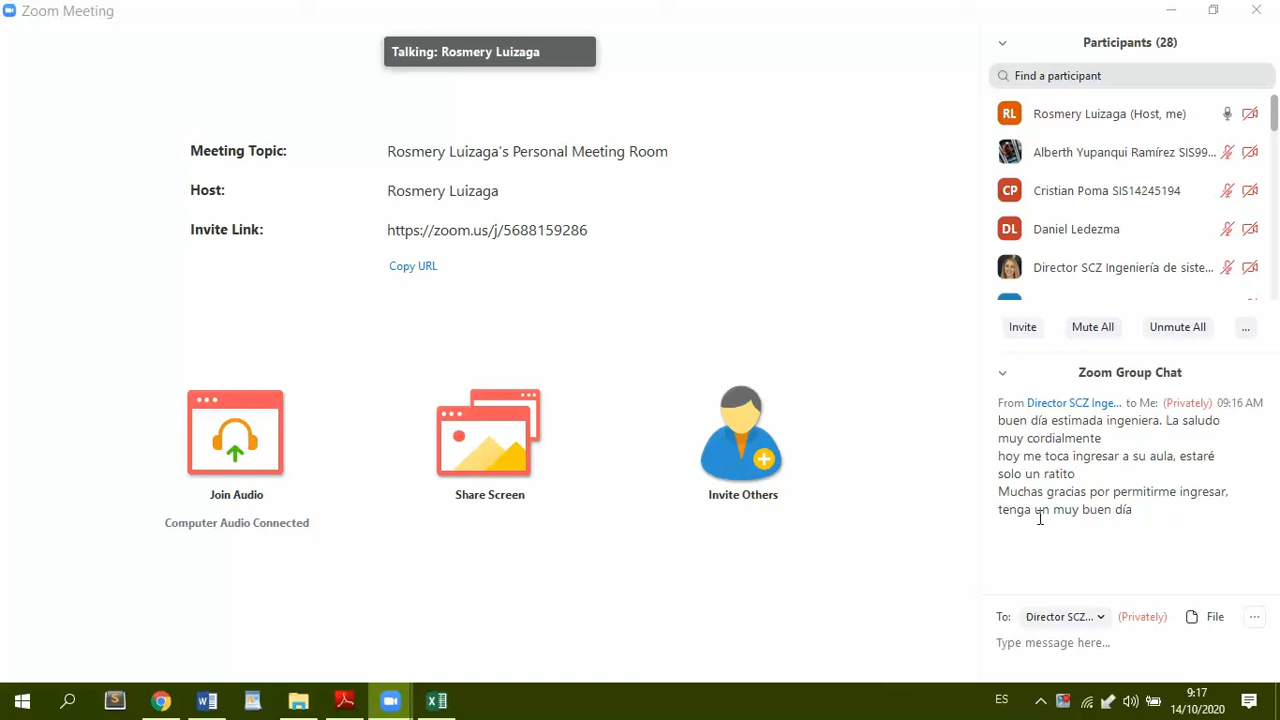 Zoom Meeting
Talking: Rosmery Luizaga
Meeting Topic:
Rosmery Luizaga's Personal Meeting Room
Host:
Rosmery Luizaga
Invite Link:
https://zoom.us/j/5688159286
Copy URL
Join Audio
Computer Audio Connected
Share Screen
Invite Others
Participants (28)
Find a participant
RL Rosmery Luizaga (Host, me)
Alberth Yupanqui Ramírez SIS99...
CP Cristian Poma SIS14245194
DL Daniel Ledezma
Director SCZ Ingeniería de siste...
Invite Mute All Unmute All ...
Zoom Group Chat
From Director SCZ Inge... to Me: (Privately) 09:16 AM
buen día estimada ingeniera. La saludo
muy cordialmente
hoy me toca ingresar a su aula, estaré
solo un ratito
Muchas gracias por permitirme ingresar,
tenga un muy buen día
To: Director SCZ... (Privately) File ...
Type message here...
ES
9:17
14/10/2020